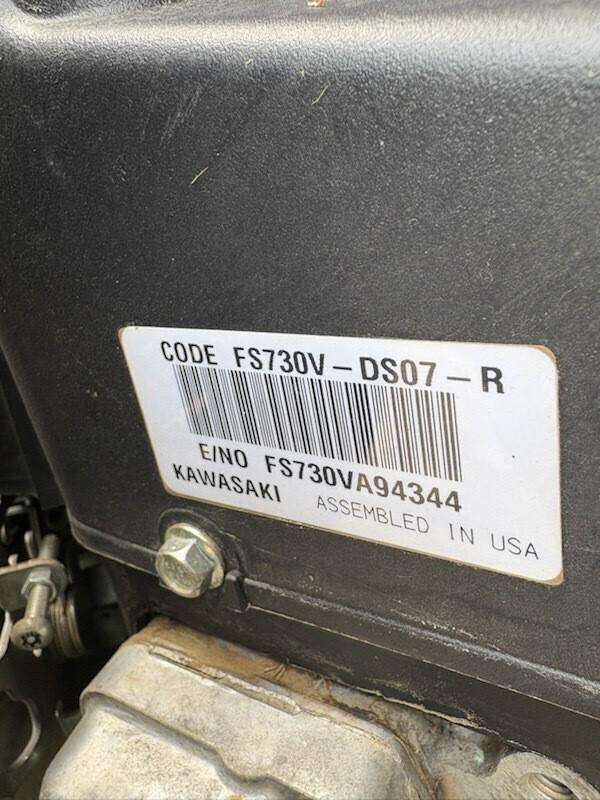 CODE FS730V-DS07-R
E/NO FS730VA94344
KAWASAKI ASSEMBLED IN USA